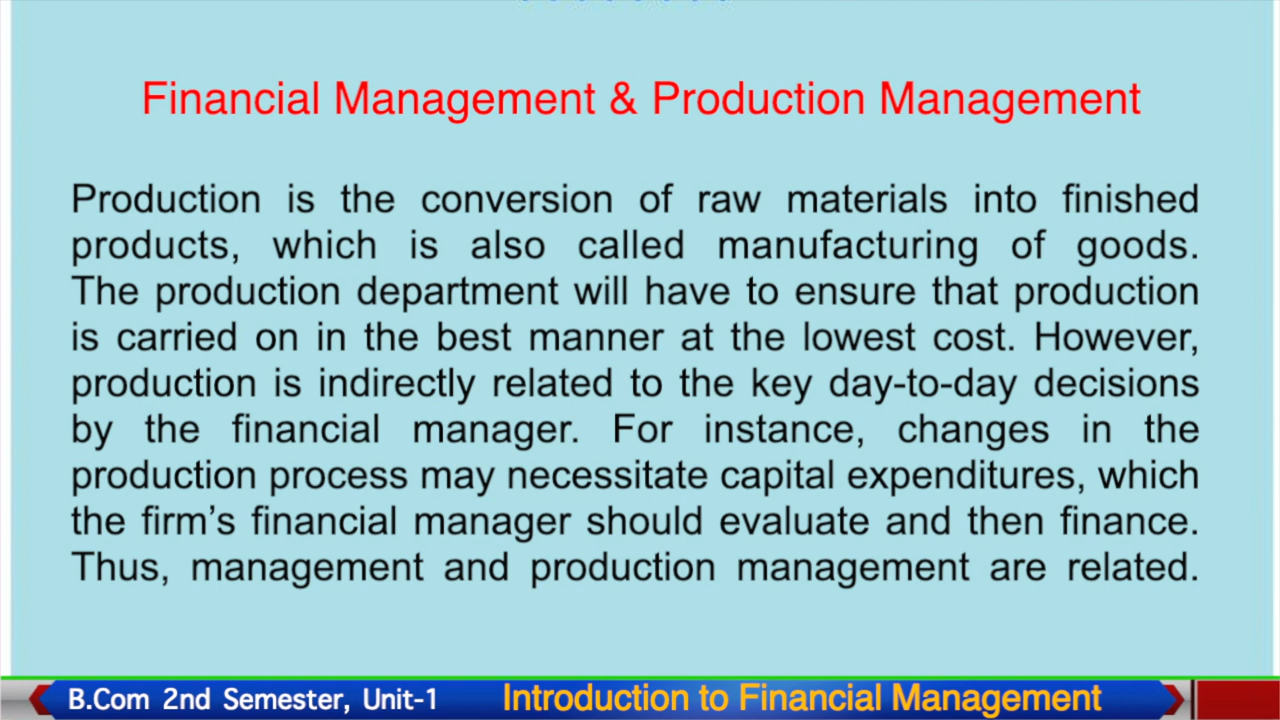 Financial Management & Production Management
Production is the conversion of raw materials into finished
products, which is also called manufacturing of goods.
The production department will have to ensure that production
is carried on in the best manner at the lowest cost. However,
production is indirectly related to the key day-to-day decisions
by the financial manager. For instance, changes in the
production process may necessitate capital expenditures, which
the firm’s financial manager should evaluate and then finance.
Thus, management and production management are related.
B.Com 2nd Semester, Unit-1 Introduction to Financial Management